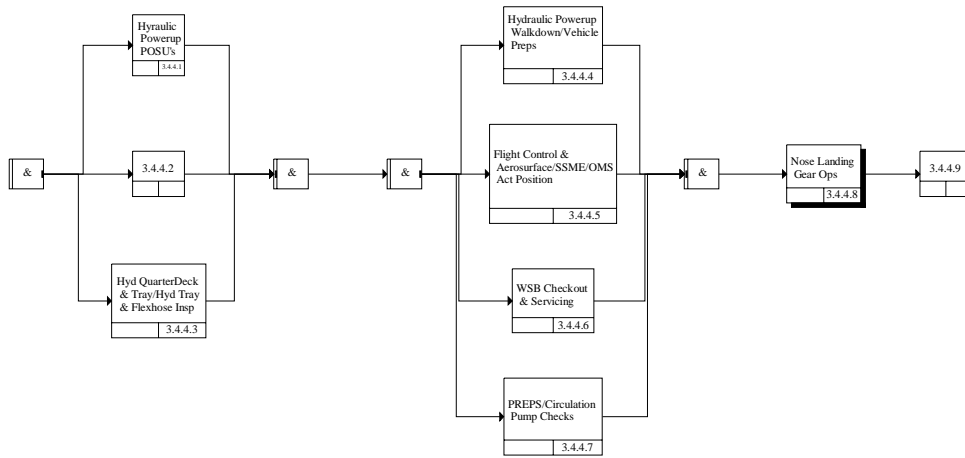 Hyraulic
Powerup
POSU's
3.4.4.1
&
3.4.4.2
Hyd QuarterDeck
& Tray/Hyd Tray
& Flexhose Insp
3.4.4.3
&
&
Hydraulic Powerup
Walkdown/Vehicle
Preps
3.4.4.4
Flight Control &
Aerosurface/SSME/OMS
Act Position
3.4.4.5
WSB Checkout
& Servicing
3.4.4.6
PREPS/Circulation
Pump Checks
3.4.4.7
&
Nose Landing
Gear Ops
3.4.4.8
3.4.4.9